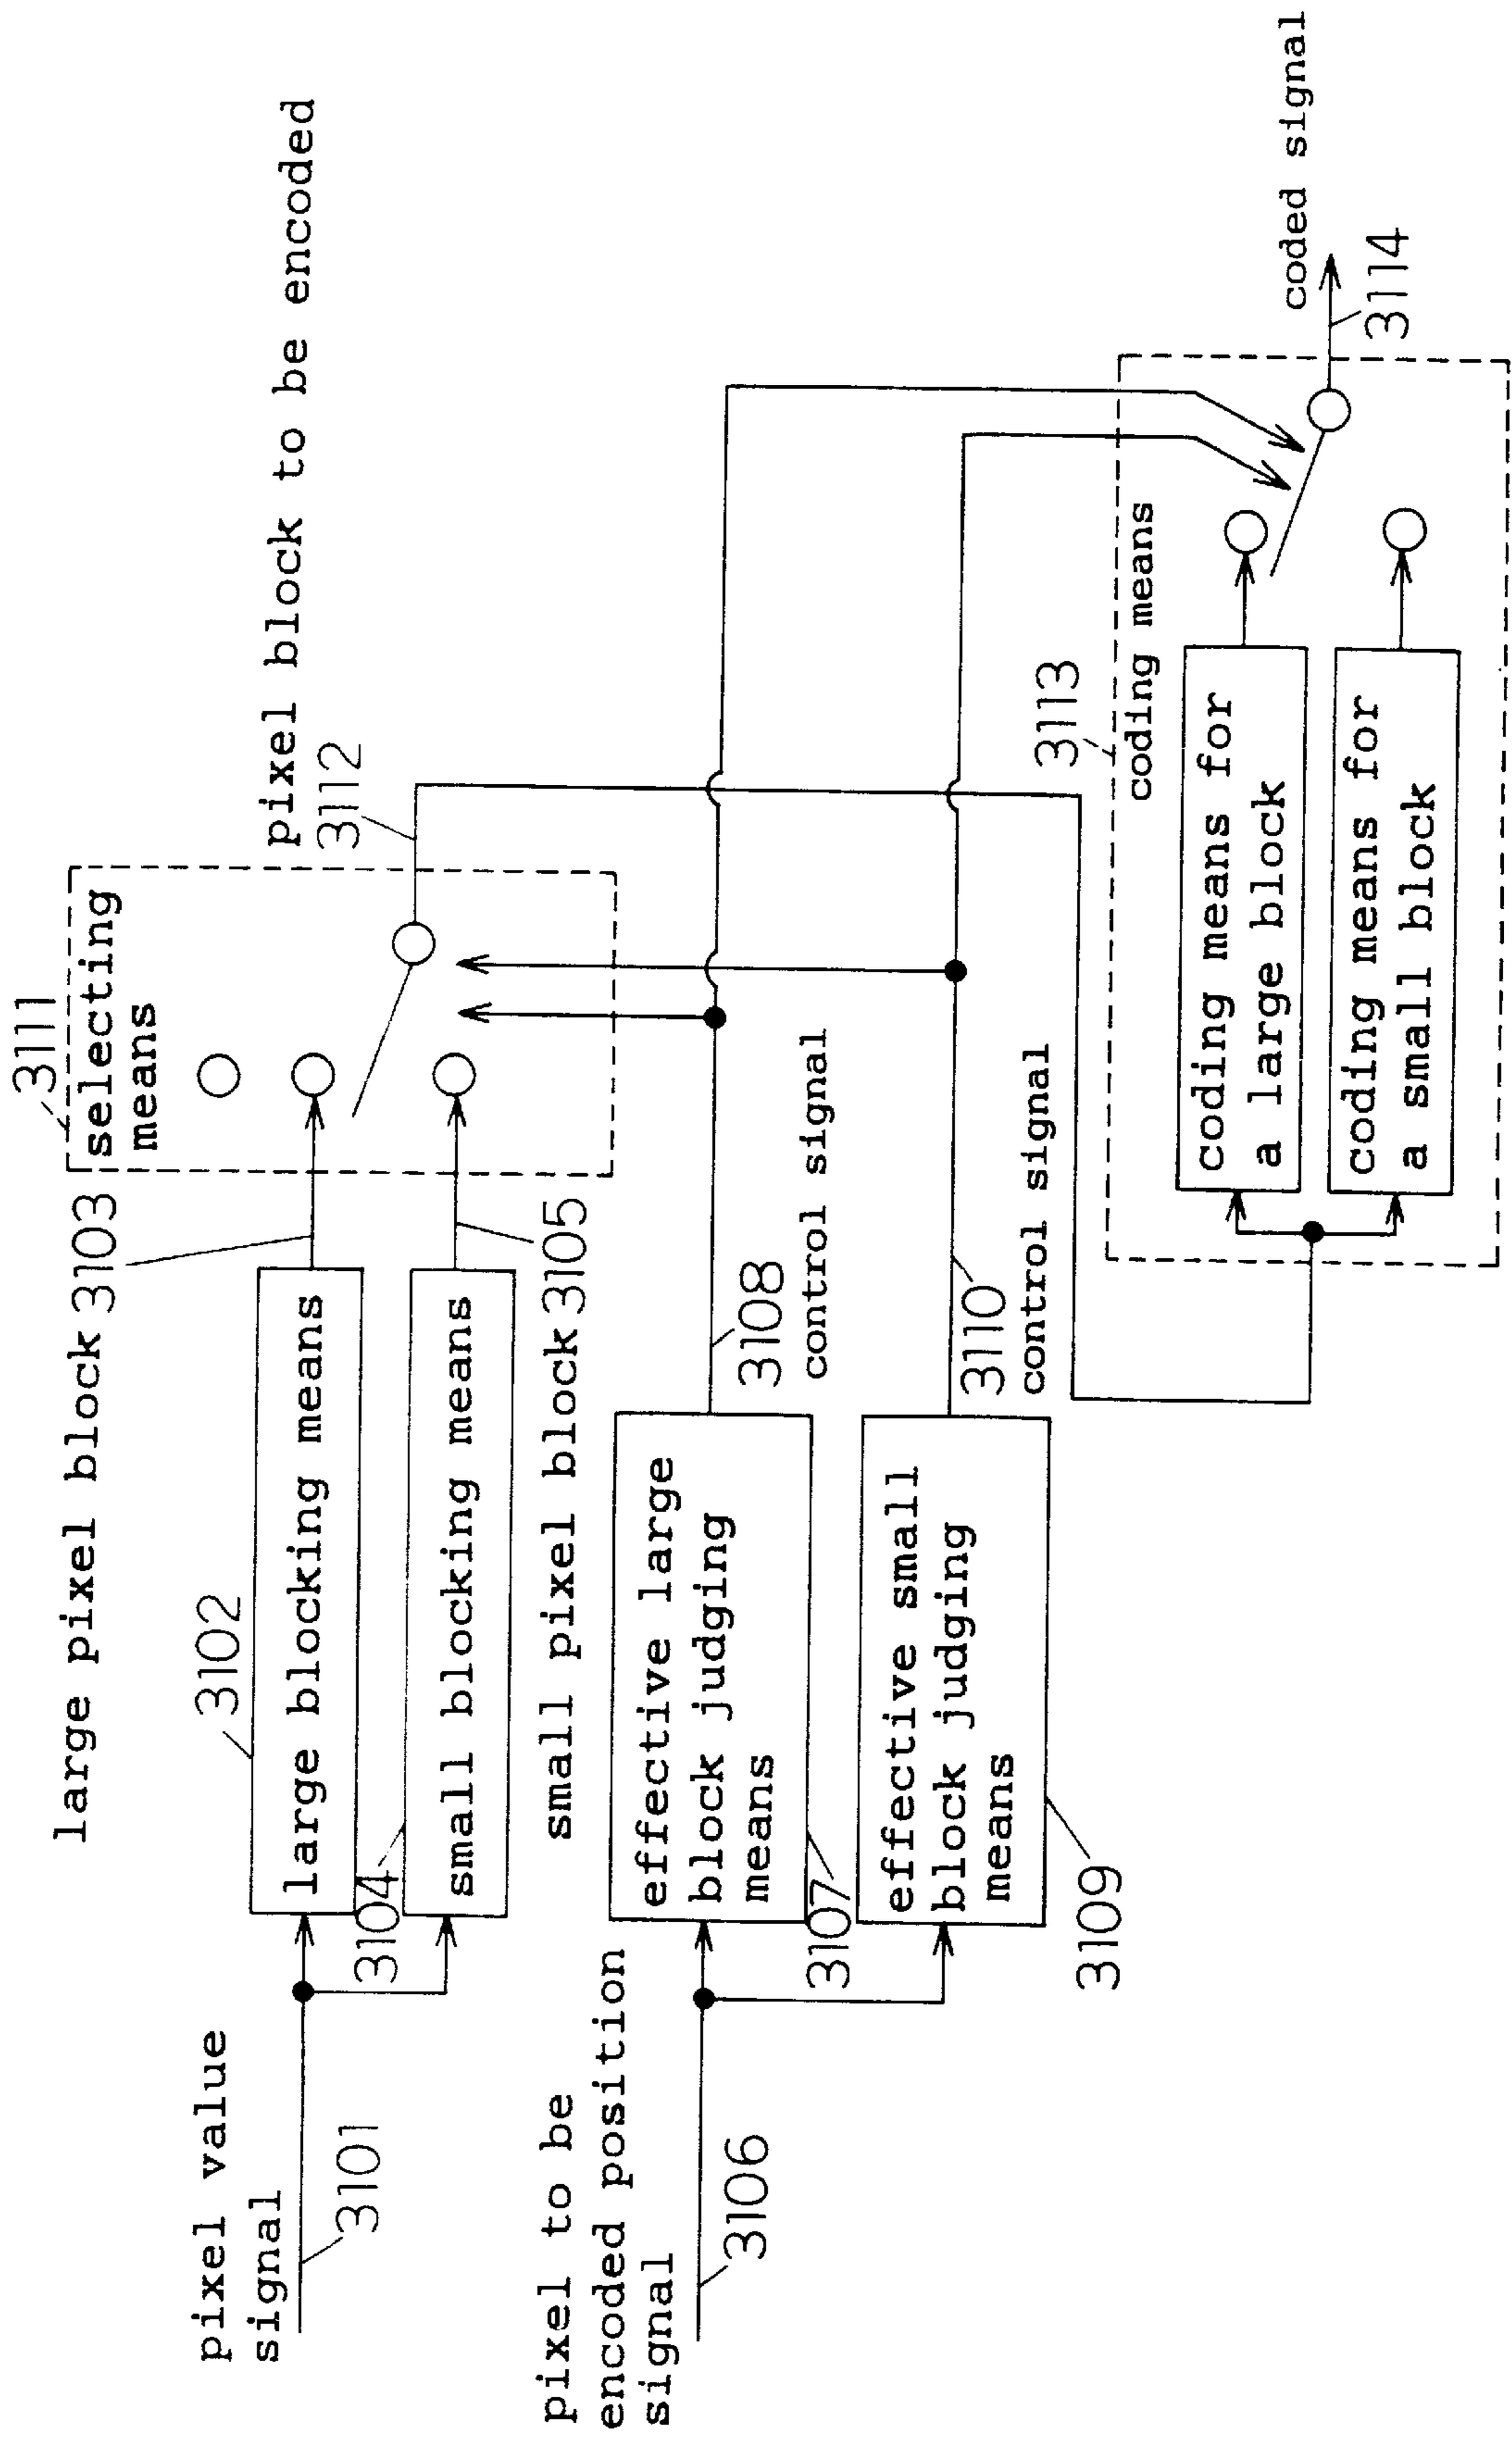 pixel value
signal
3101
3102
large blocking means
large pixel block 3103
3104
small blocking means
small pixel block 3105
3111
selecting
means
pixel block to be encoded
3112
pixel to be
encoded position
signal
3106
effective large
block judging
means
3107
3108
control signal
effective small
block judging
means
3109
3110
control signal
3113
coding means
coding means for
a large block
coding means for
a small block
coded signal
3114